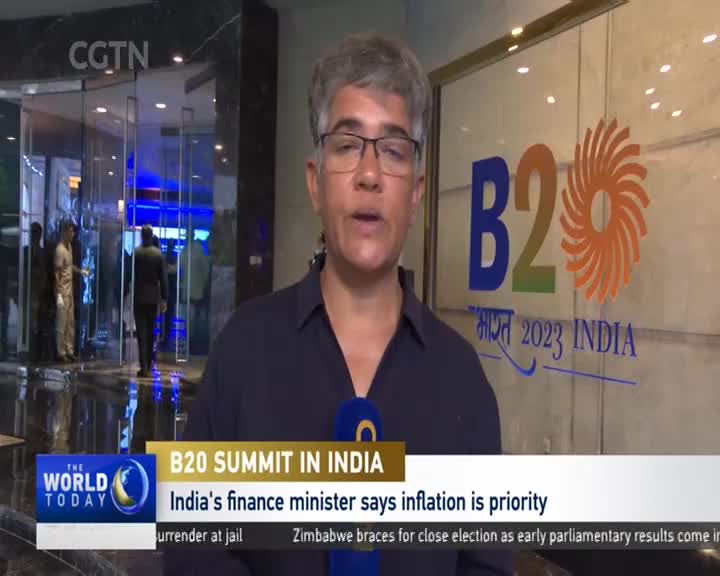 CGTN
B20
भारत 2023 INDIA
B20 SUMMIT IN INDIA
THE WORLD TODAY
India's finance minister says inflation is priority
surrender at jail Zimbabwe braces for close election as early parliamentary results come in